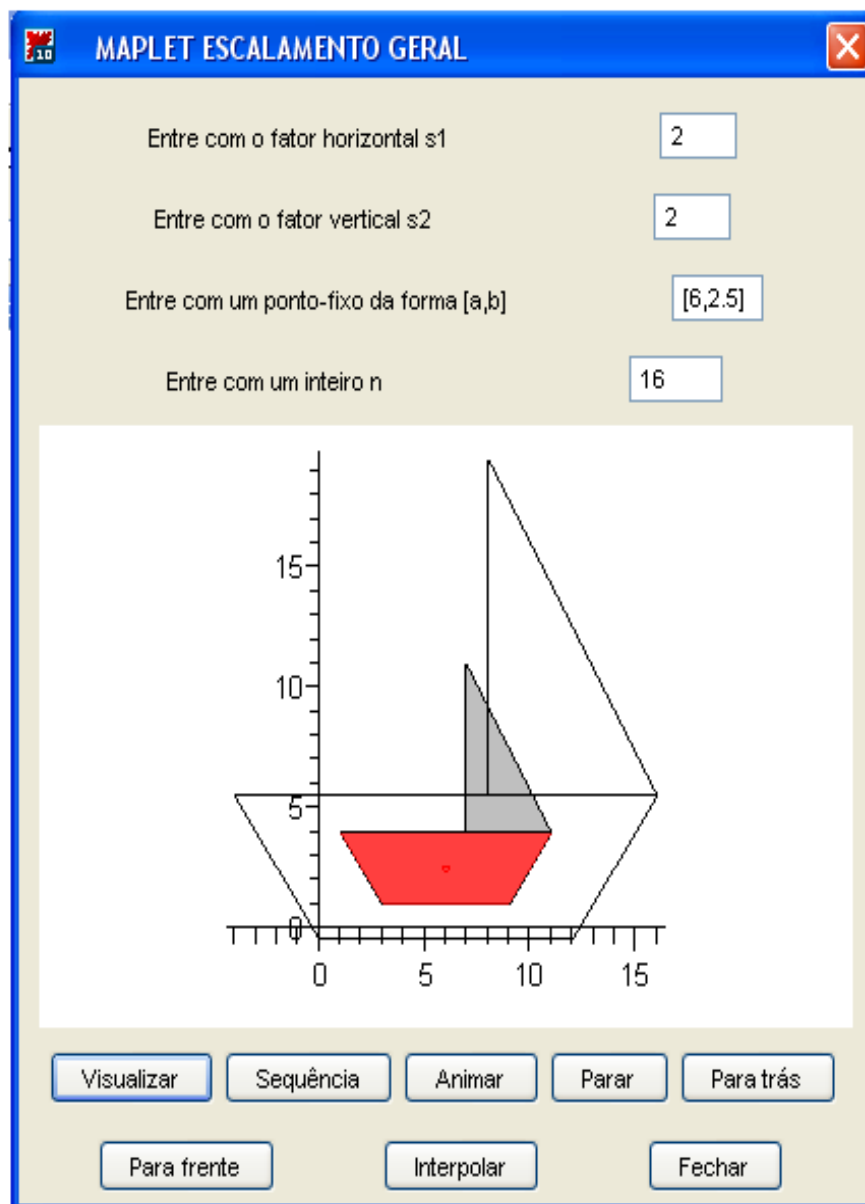 10 MAPLET ESCALAMENTO GERAL
Entre com o fator horizontal s1 2
Entre com o fator vertical s2 2
Entre com um ponto-fixo da forma [a,b] [6,2.5]
Entre com um inteiro n 16
15
10
5
0
0 5 10 15
Visualizar Sequência Animar Parar Para trás
Para frente Interpolar Fechar